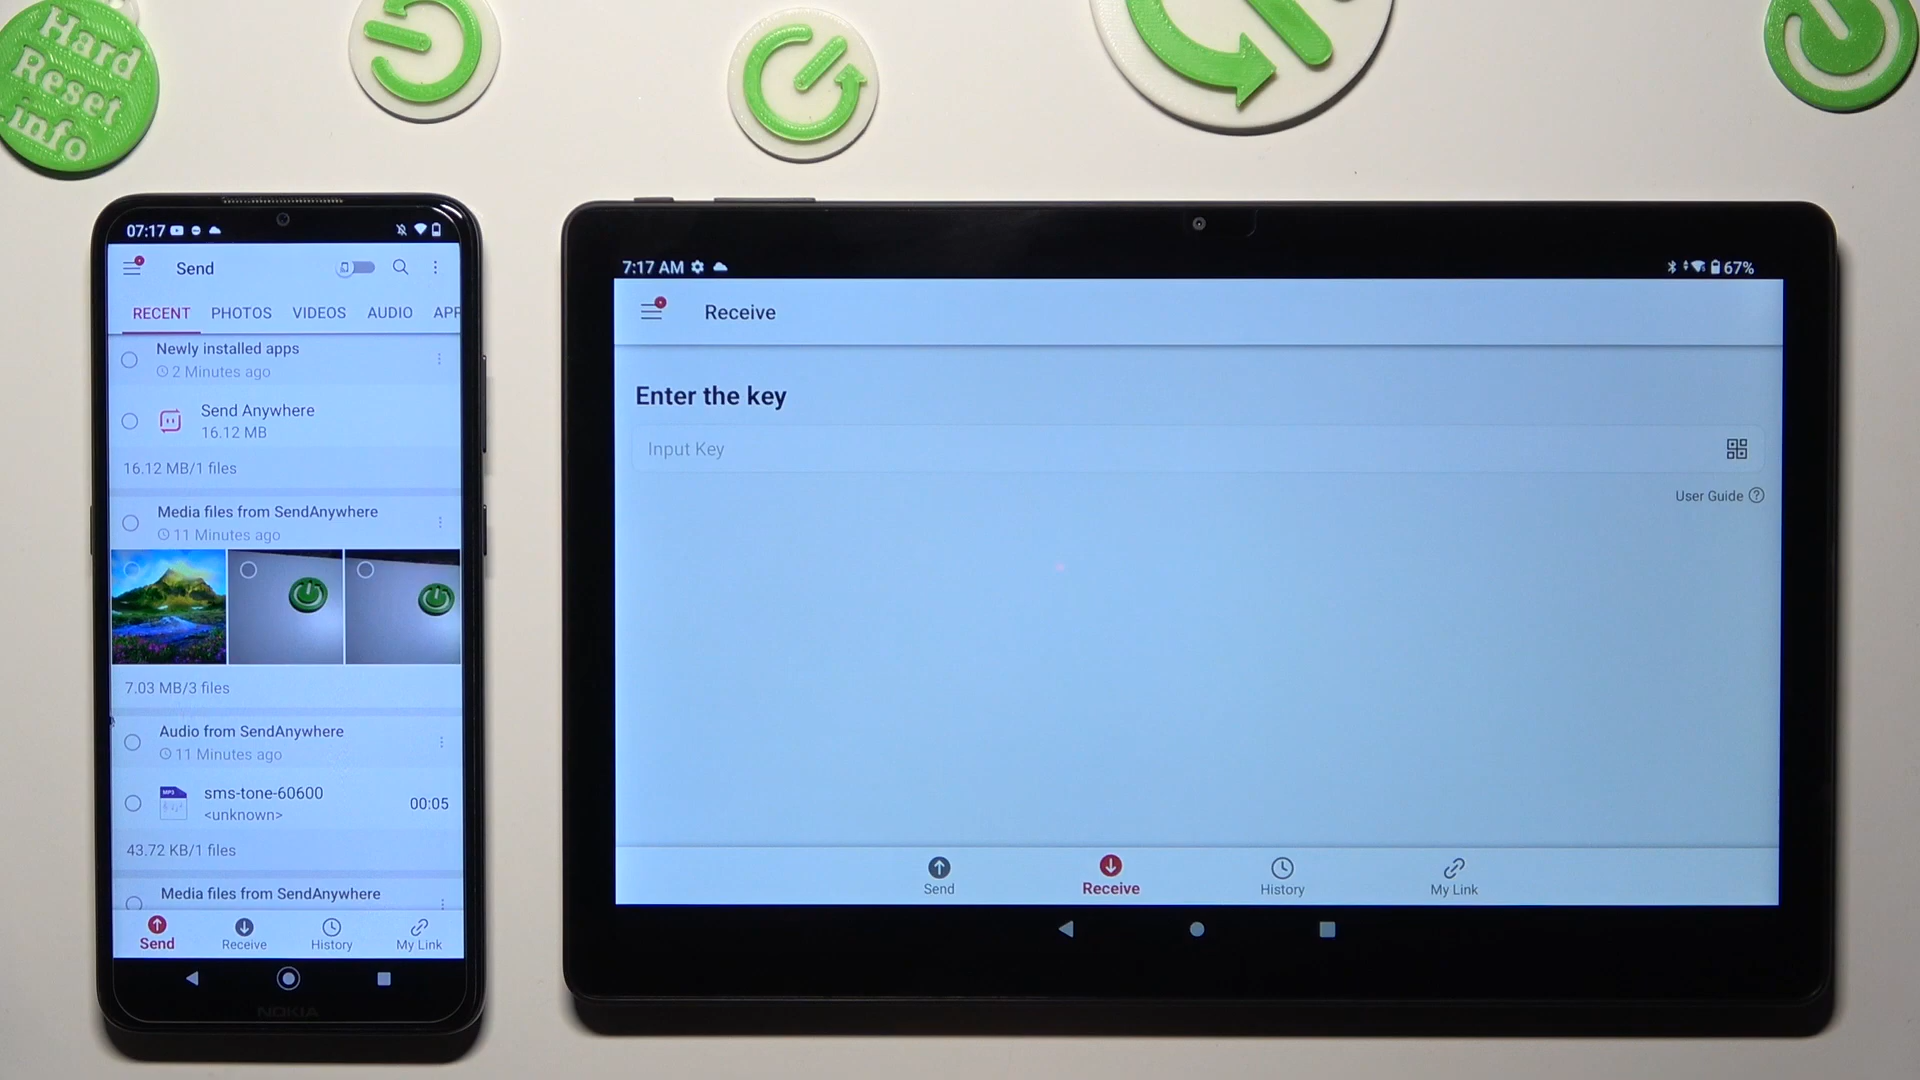 Hard
Reset
.info
07:17
Send
RECENT PHOTOS VIDEOS AUDIO APP
Newly installed apps
2 Minutes ago
Send Anywhere
16.12 MB
16.12 MB/1 files
Media files from SendAnywhere
11 Minutes ago
7.03 MB/3 files
Audio from SendAnywhere
11 Minutes ago
MP3
sms-tone-60600
<unknown>
00:05
43.72 KB/1 files
Media files from SendAnywhere
Send Receive History My Link
NOKIA
7:17 AM
67%
Receive
Enter the key
Input Key
User Guide ?
Send Receive History My Link